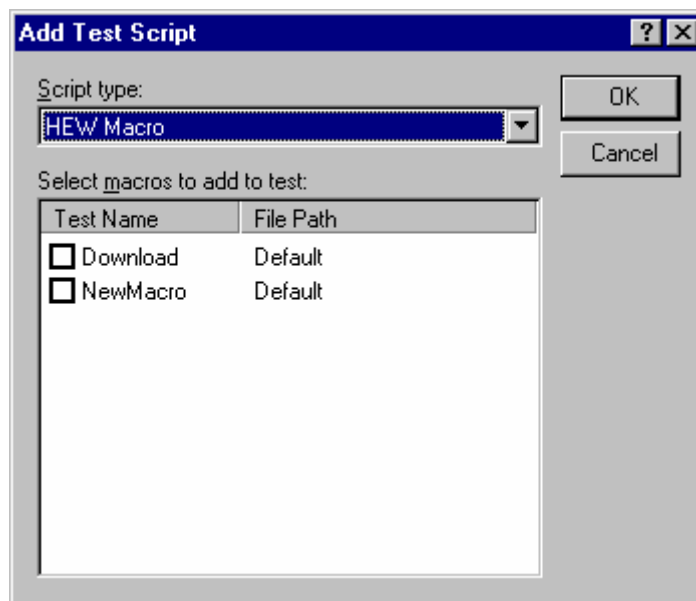 Add Test Script
Script type:
OK
HEW Macro
Cancel
Select macros to add to test:
Test Name File Path
Download Default
NewMacro Default